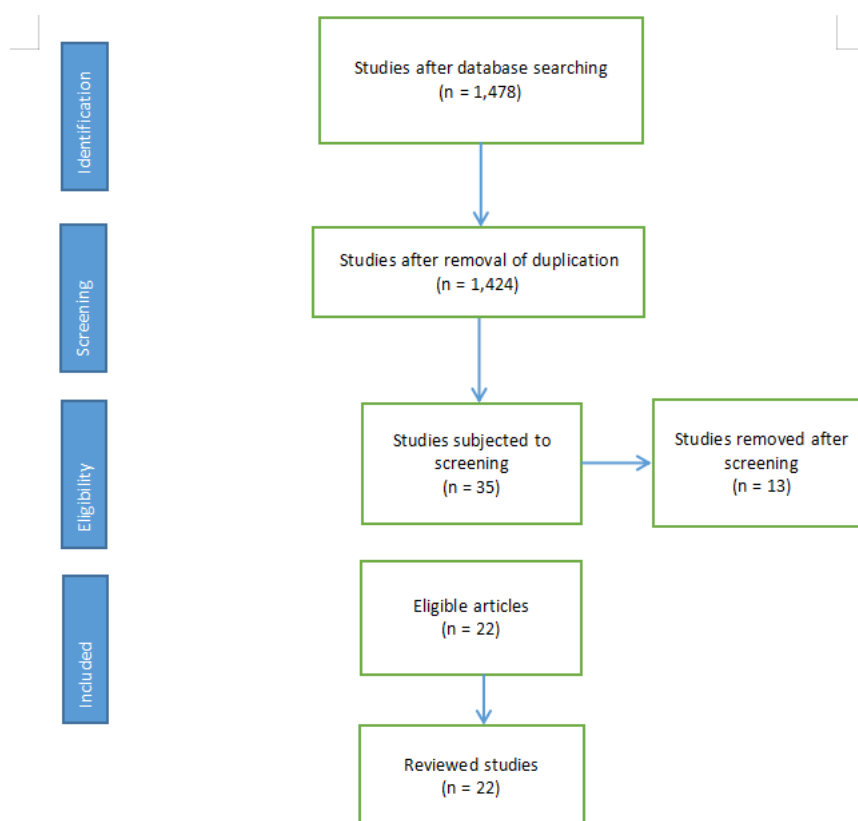 Identification
Studies after database searching
(n = 1,478)
Screening
Studies after removal of duplication
(n = 1,424)
Eligibility
Studies subjected to
screening
(n = 35)
Studies removed after
screening
(n = 13)
Included
Eligible articles
(n = 22)
Reviewed studies
(n = 22)